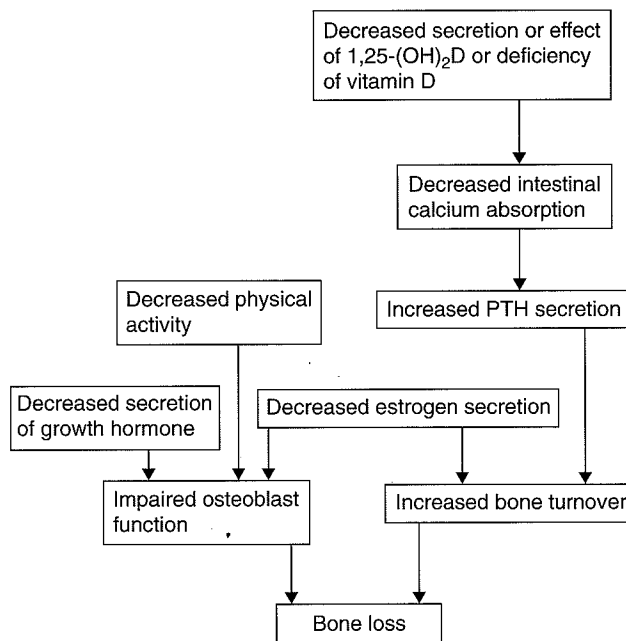 Decreased secretion or effect
of 1,25-(OH)₂D or deficiency
of vitamin D
Decreased intestinal
calcium absorption
Decreased physical
activity
Increased PTH secretion
Decreased secretion
of growth hormone
Decreased estrogen secretion
Impaired osteoblast
function
Increased bone turnover
Bone loss